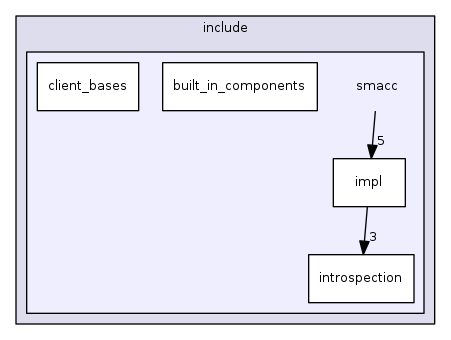 include
client_bases
built_in_components
smacc
5
impl
3
introspection